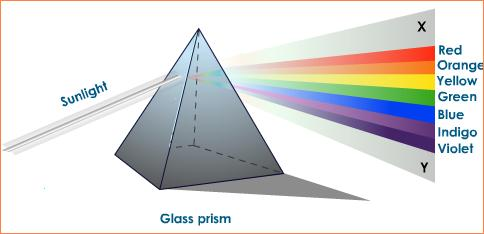 X
Red
Orange
Yellow
Green
Blue
Indigo
Violet
Y
Sunlight
Glass prism